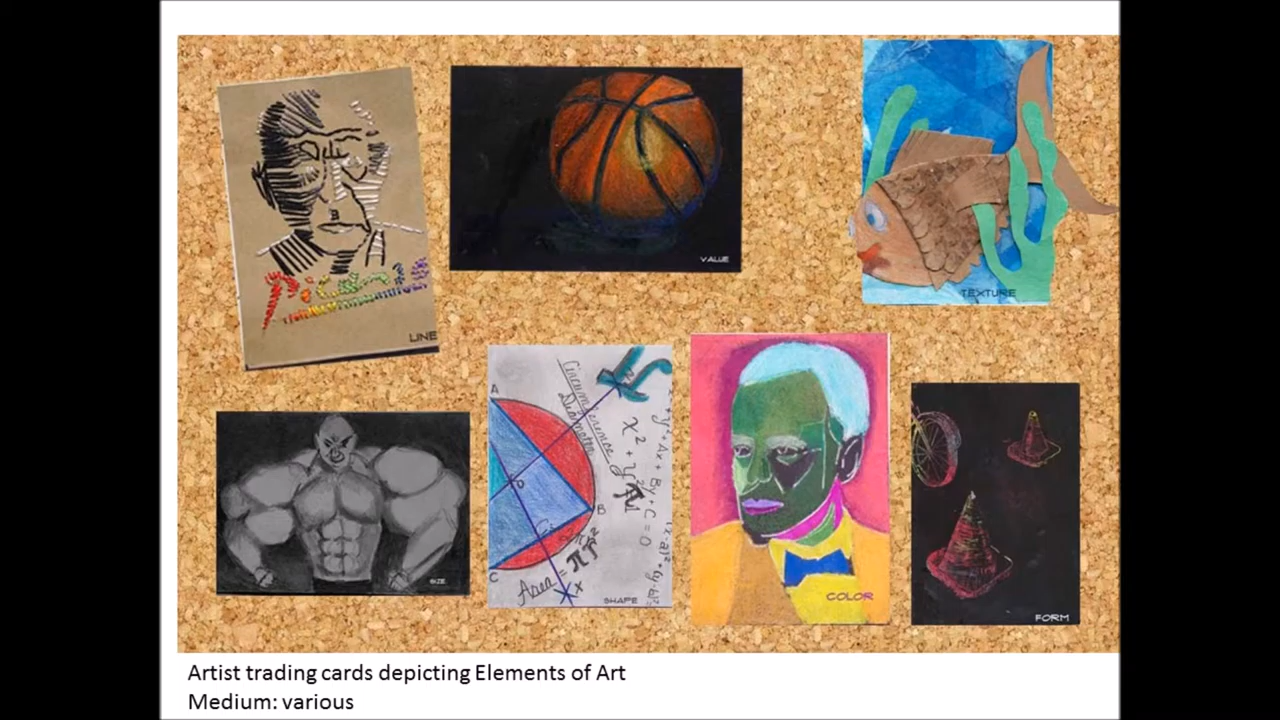 Picasso
LINE
VALUE
TEXTURE
SIZE
A
Circumference
Diameter
x² + y²
π
B
C
Area = πr²
X
SHAPE
COLOR
FORM
Artist trading cards depicting Elements of Art
Medium: various